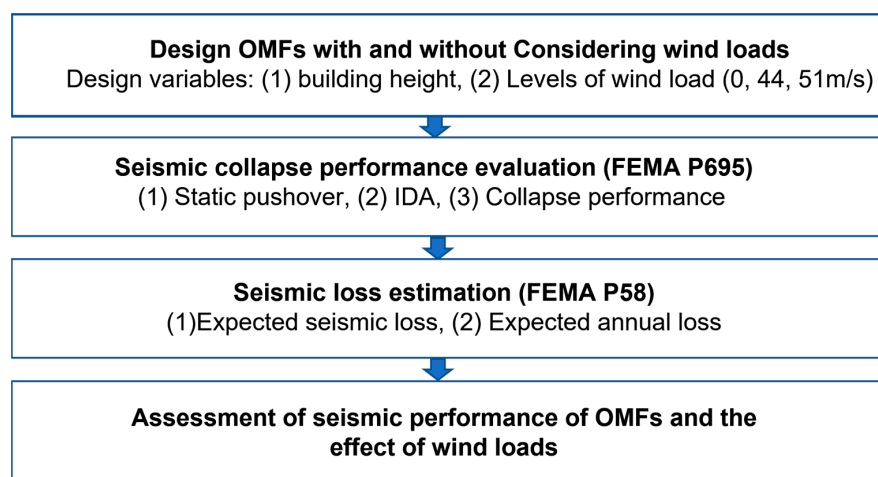 Design OMFs with and without Considering wind loads
Design variables: (1) building height, (2) Levels of wind load (0, 44, 51m/s)
Seismic collapse performance evaluation (FEMA P695)
(1) Static pushover, (2) IDA, (3) Collapse performance
Seismic loss estimation (FEMA P58)
(1)Expected seismic loss, (2) Expected annual loss
Assessment of seismic performance of OMFs and the
effect of wind loads